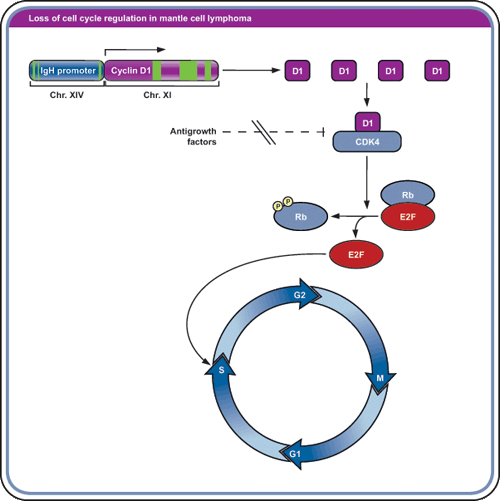 Loss of cell cycle regulation in mantle cell lymphoma
IgH promoter Cyclin D1 D1 D1 D1 D1
Chr. XIV Chr. XI
D1
Antigrowth
factors
CDK4
P P
Rb
Rb
E2F
E2F
G2
S
M
G1